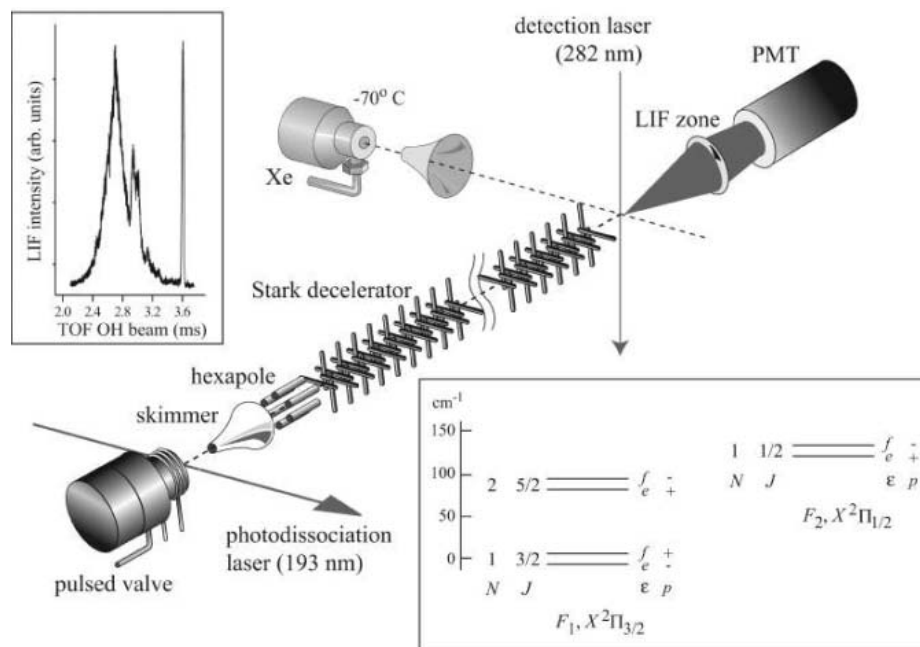 LIF intensity (arb. units)
2.0 2.4 2.8 3.2 3.6
TOF OH beam (ms)
detection laser
(282 nm)
PMT
LIF zone
-70° C
Xe
Stark decelerator
hexapole
skimmer
photodissociation
laser (193 nm)
pulsed valve
cm⁻¹
150
1 1/2 f -
e +
N J ε p
F₂, X²Π₁/₂
100
2 5/2 f -
e +
50
0
1 3/2 f +
e -
N J ε p
F₁, X²Π₃/₂